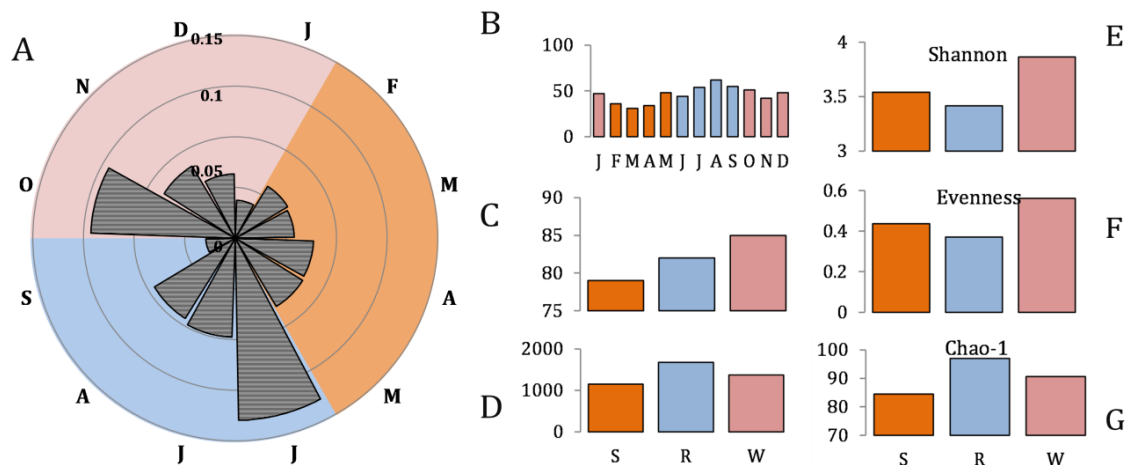 A
D
J
F
M
A
M
J
J
A
S
O
N
0.15
0.1
0.05
0
B
100
50
0
J F M A M J J A S O N D
C
90
85
80
75
D
2000
1000
0
S R W
E
Shannon
4
3.5
3
F
Evenness
0.6
0.4
0.2
0
G
Chao-1
100
90
80
70
S R W